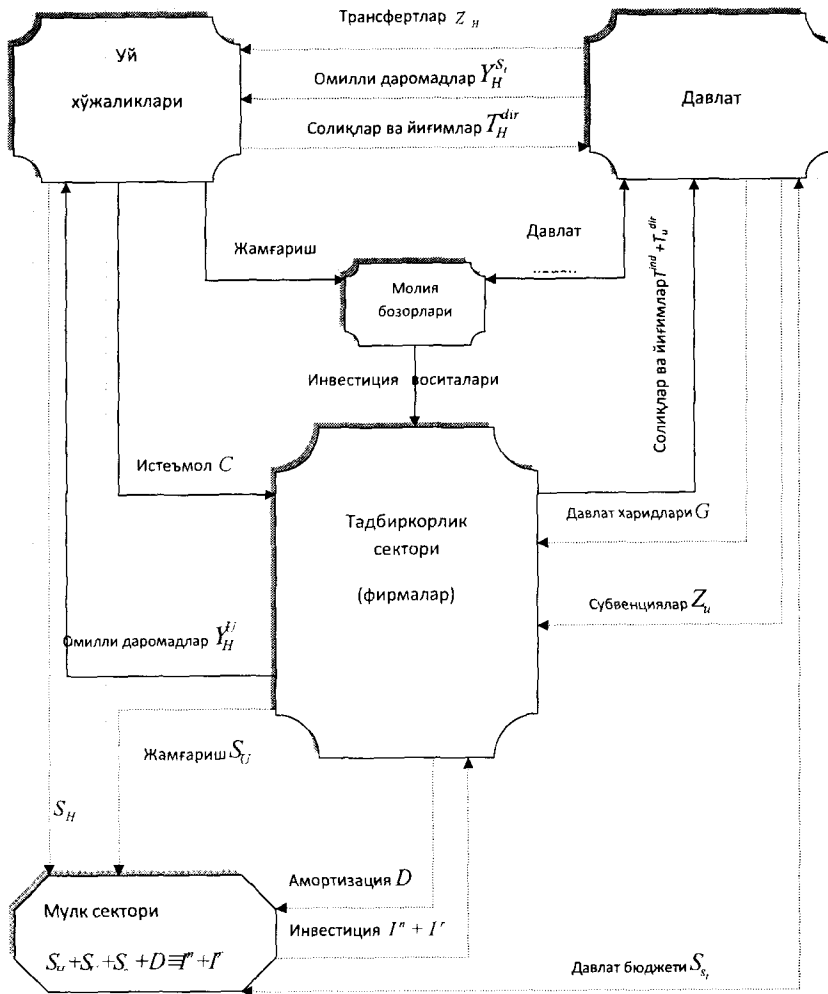 Трансфертлар Z_H
Уй
хўжаликлари
Омилли даромадлар Y_H^{S_t}
Давлат
Солиқлар ва йиғимлар T_H^{dir}
Жамғариш
Давлат
Молия
бозорлари
Солиқлар ва йиғимлар T^{ind} + T_u^{dir}
Инвестиция воситалари
Истеъмол C
Тадбиркорлик
сектори
(фирмалар)
Давлат харидлари G
Субвенциялар Z_u
Омилли даромадлар Y_H^U
Жамғариш S_U
S_H
Амортизация D
Мулк сектори
Инвестиция I^n + I^r
+ D ≡ I^n + I^r
Давлат бюджети S_{s_t}